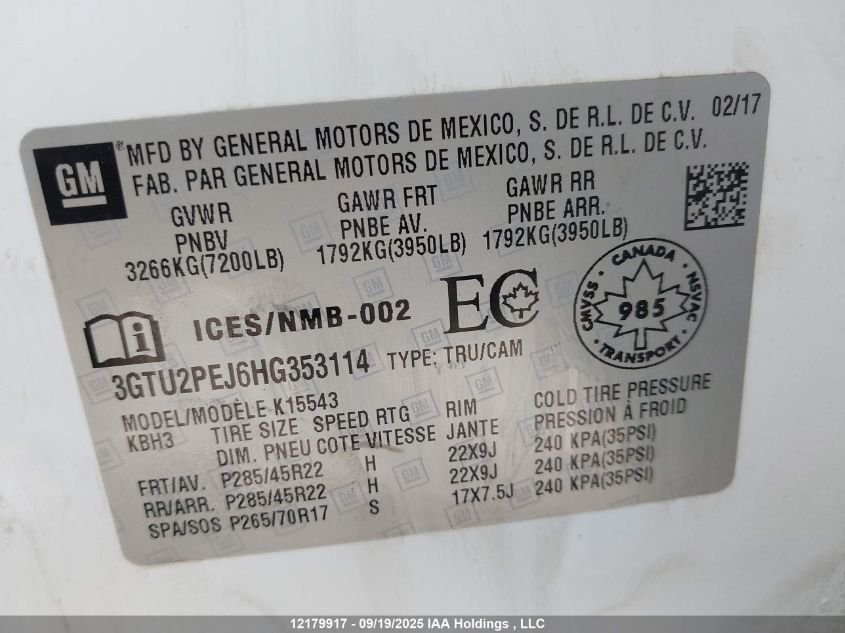 GM
® MFD BY GENERAL MOTORS DE MEXICO, S. DE R.L. DE C.V. 02/17
FAB. PAR GENERAL MOTORS DE MEXICO, S. DE R.L. DE C.V.
GVWR GAWR FRT GAWR RR
PNBV PNBE AV. PNBE ARR.
3266KG(7200LB) 1792KG(3950LB) 1792KG(3950LB)
i ICES/NMB-002 EC
CANADA
CMVSS 985 NSVAC
TRANSPORT
3GTU2PEJ6HG353114 TYPE: TRU/CAM
MODEL/MODÈLE K15543
KBH3 TIRE SIZE SPEED RTG RIM COLD TIRE PRESSURE
DIM. PNEU COTE VITESSE JANTE PRESSION À FROID
FRT/AV. P285/45R22 H 22X9J 240 KPA(35PSI)
RR/ARR. P285/45R22 H 22X9J 240 KPA(35PSI)
SPA/SOS P265/70R17 S 17X7.5J 240 KPA(35PSI)
12179917 - 09/19/2025 IAA Holdings , LLC